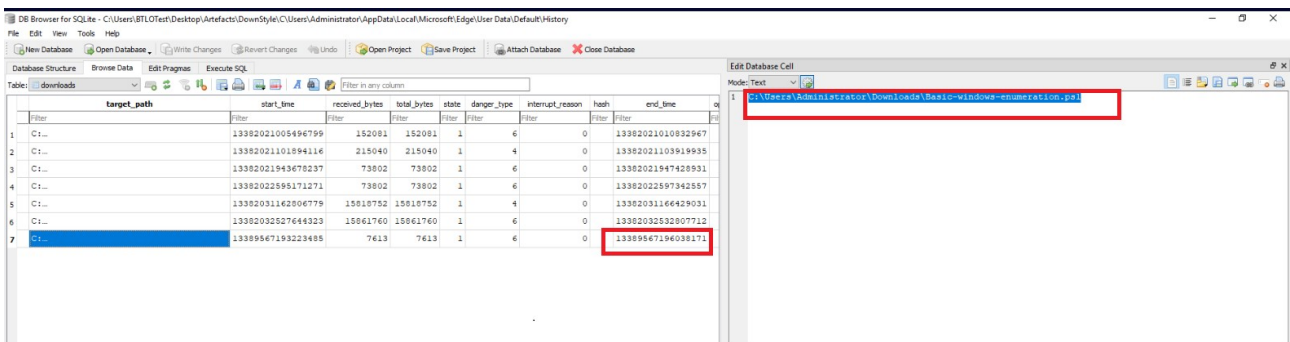 DB Browser for SQLite - C:\Users\BTLOTest\Desktop\Artefacts\DownStyle\C\Users\Administrator\AppData\Local\Microsoft\Edge\User Data\Default\History
File Edit View Tools Help
New Database Open Database Write Changes Revert Changes Undo Open Project Save Project Attach Database Close Database
Database Structure Browse Data Edit Pragmas Execute SQL Edit Database Cell
Table: downloads Filter in any column Mode: Text
1 C:\Users\Administrator\Downloads\Basic-windows-enumeration.ps1
target_path start_time received_bytes total_bytes state danger_type interrupt_reason hash end_time
Filter Filter Filter Filter Filter Filter Filter Filter Filter
1 C:… 13382021005496799 152081 152081 1 6 0 13382021010832967
2 C:… 13382021101894116 215040 215040 1 4 0 13382021103919935
3 C:… 13382021943678237 73802 73802 1 6 0 13382021947428931
4 C:… 13382022595171271 73802 73802 1 6 0 13382022597342557
5 C:… 13382031162806779 15818752 15818752 1 4 0 13382031166429031
6 C:… 13382032527644323 15861760 15861760 1 6 0 13382032532807712
7 C:… 13389567193223485 7613 7613 1 6 0 13389567196038171